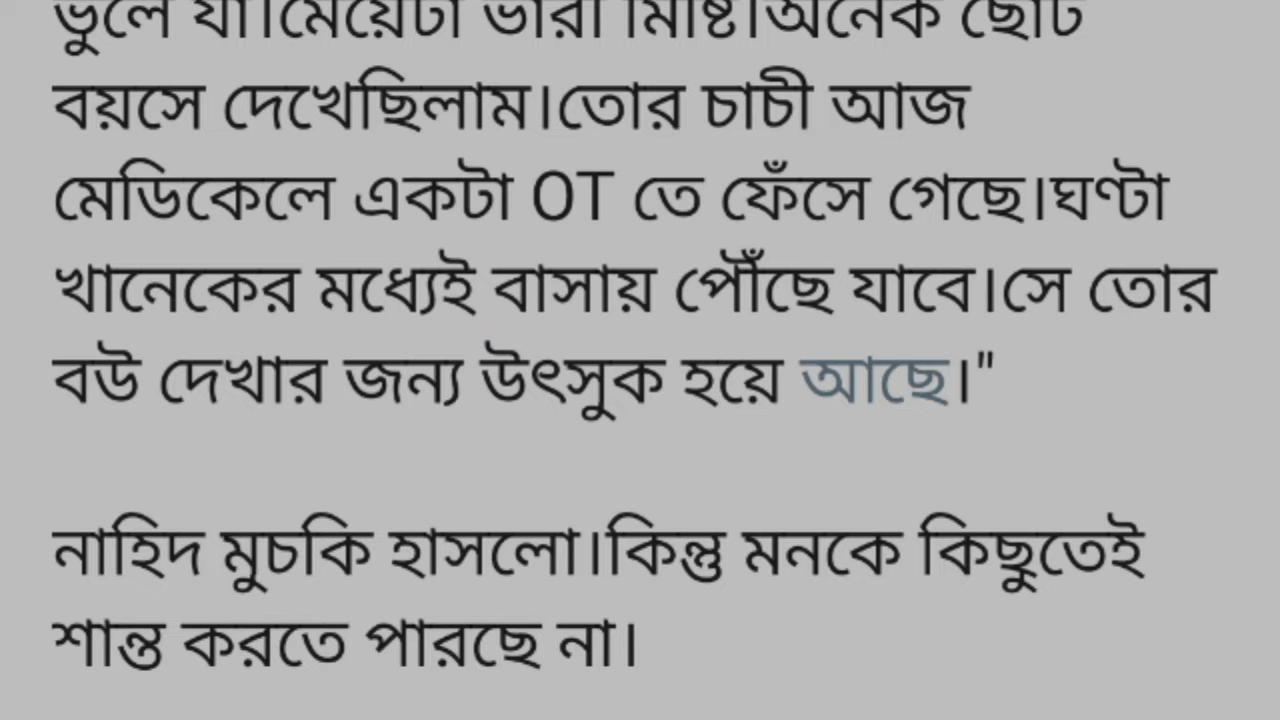 ভুলে যা।মেয়েটা ভারী মিষ্টি।অনেক ছোট
বয়সে দেখেছিলাম।তোর চাচী আজ
মেডিকেলে একটা OT তে ফেঁসে গেছে।ঘণ্টা
খানেকের মধ্যেই বাসায় পৌঁছে যাবে।সে তোর
বউ দেখার জন্য উৎসুক হয়ে আছে।"
নাহিদ মুচকি হাসলো।কিন্তু মনকে কিছুতেই
শান্ত করতে পারছে না।